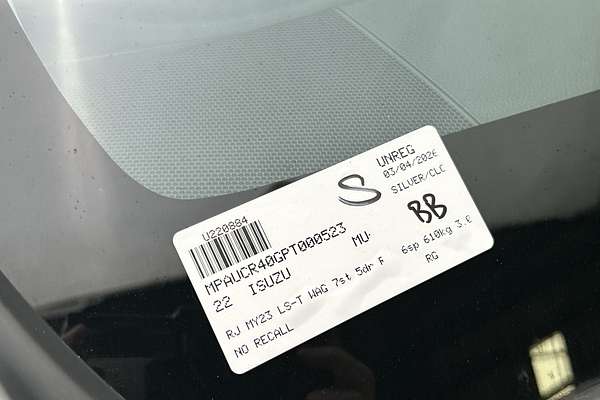 U220884
UNREG
03/04/2026
SILVER/CLC
S
BB
MPAUCR40GPT000523
22 ISUZU MU-
RJ MY23 LS-T WAG 7st 5dr F 6sp 610kg 3.0
NO RECALL RG